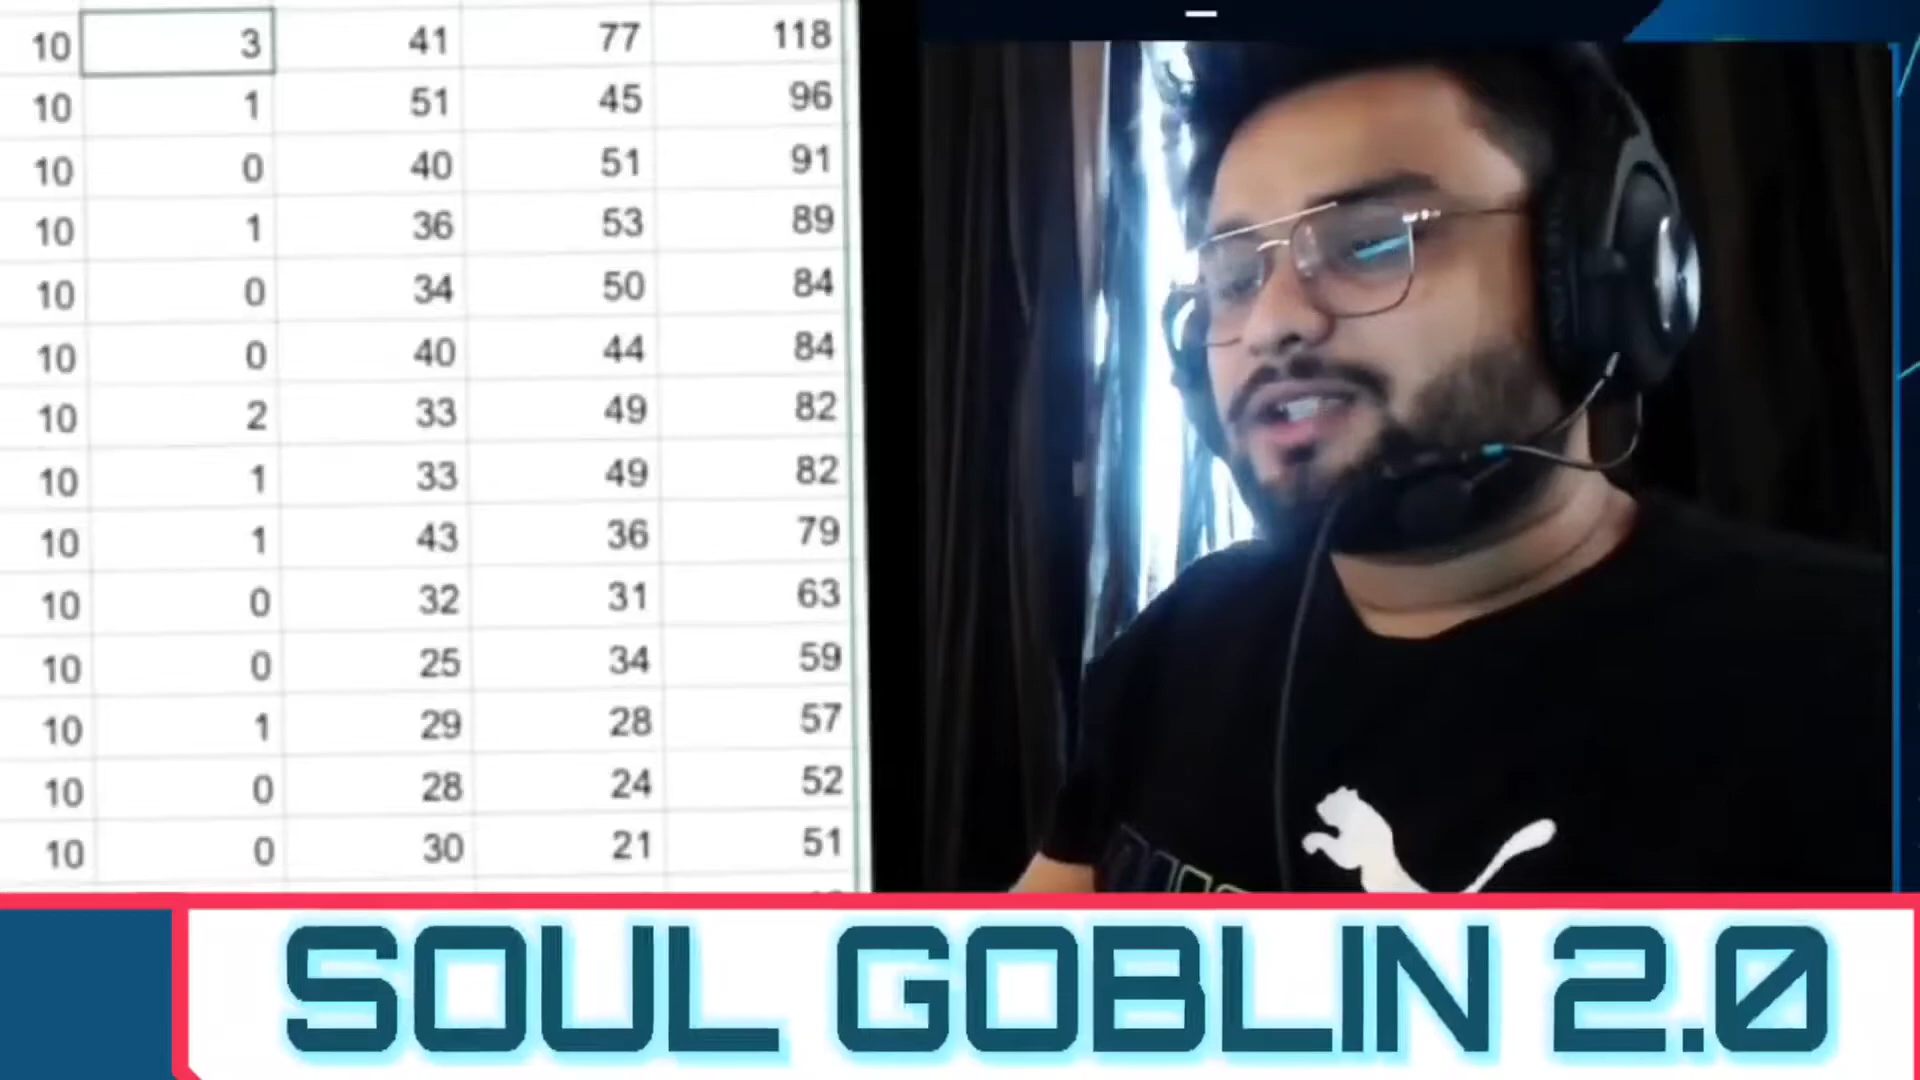 10 3 41 77 118
10 1 51 45 96
10 0 40 51 91
10 1 36 53 89
10 0 34 50 84
10 0 40 44 84
10 2 33 49 82
10 1 33 49 82
10 1 43 36 79
10 0 32 31 63
10 0 25 34 59
10 1 29 28 57
10 0 28 24 52
10 0 30 21 51
SOUL GOBLIN 2.0